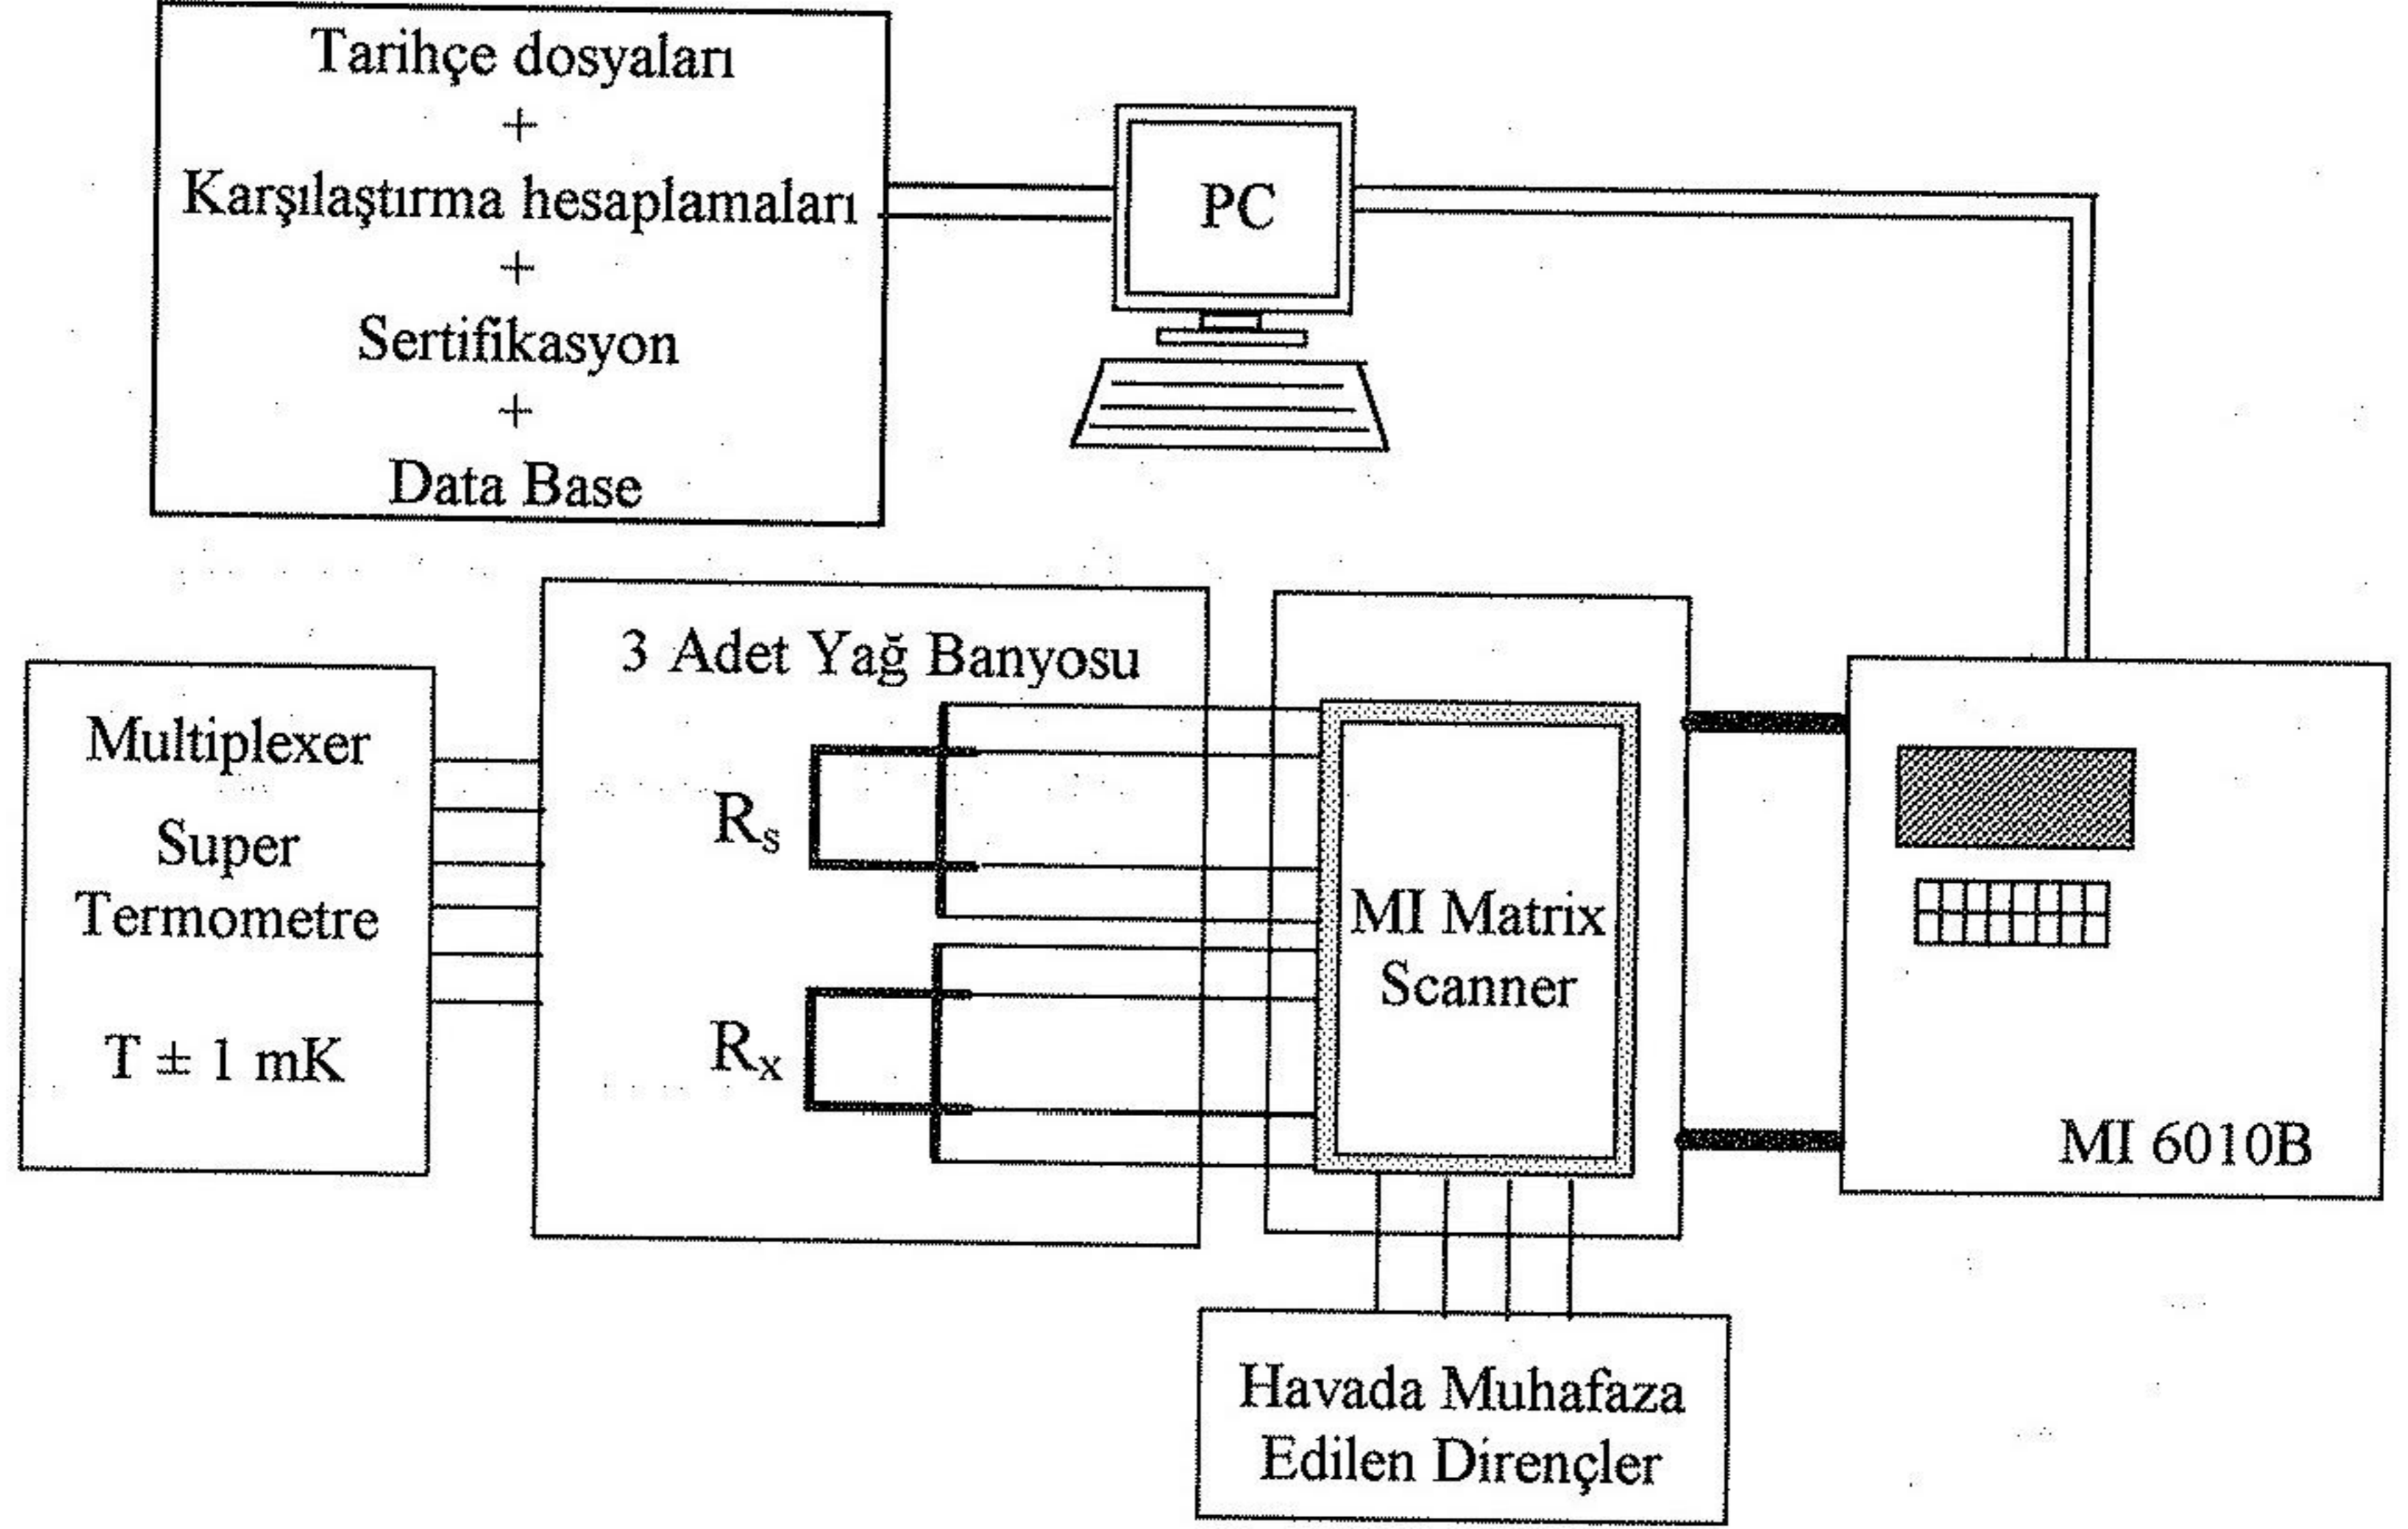 Tarihçe dosyaları
+
Karşılaştırma hesaplamaları
+
Sertifikasyon
+
Data Base
PC
Multiplexer
Super
Termometre
T ± 1 mK
3 Adet Yağ Banyosu
Rs
Rx
MI Matrix
Scanner
MI 6010B
Havada Muhafaza
Edilen Dirençler